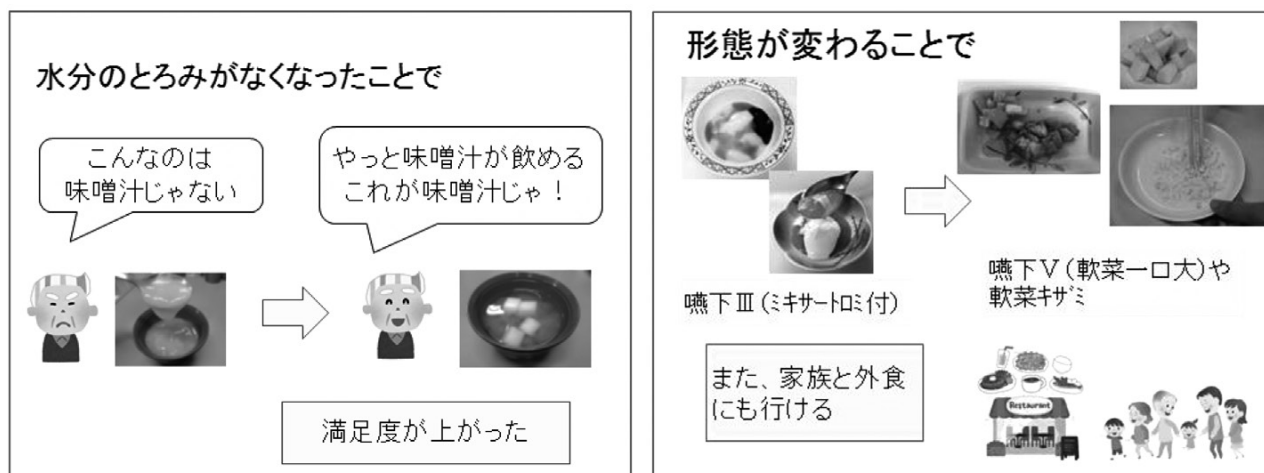 水分のとろみがなくなったことで
こんなのは
味噌汁じゃない
やっと味噌汁が飲める
これが味噌汁じゃ！
満足度が上がった
形態が変わることで
嚥下Ⅲ(ﾐｷｻｰﾄﾛﾐ付)
嚥下Ⅴ(軟菜一口大)や
軟菜ｷｻﾞﾐ
また、家族と外食
にも行ける
Restaurant